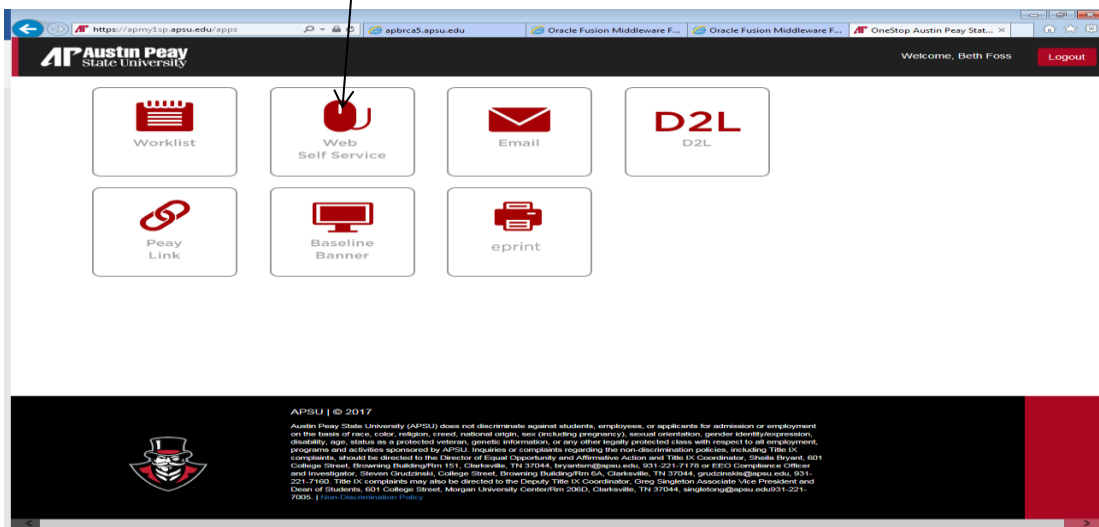 https://apmy1sp.apsu.edu/apps
apbrca5.apsu.edu
Oracle Fusion Middleware F...
Oracle Fusion Middleware F...
OneStop Austin Peay Stat...
AP Austin Peay
State University
Welcome, Beth Foss
Logout
Worklist
Web
Self Service
Email
D2L
D2L
Peay
Link
Baseline
Banner
eprint
APSU | © 2017
Austin Peay State University (APSU) does not discriminate against students, employees, or applicants for admission or employment
on the basis of race, color, religion, creed, national origin, sex (including pregnancy), sexual orientation, gender identity/expression,
disability, age, status as a protected veteran, genetic information, or any other legally protected class with respect to all employment,
programs and activities sponsored by APSU. Inquiries or complaints regarding the non-discrimination policies, including Title IX
complaints, should be directed to the Director of Equal Opportunity and Affirmative Action and Title IX Coordinator, Sheila Bryant, 601
College Street, Browning Building/Rm 151, Clarksville, TN 37044, bryantsm@apsu.edu, 931-221-7178 or EEO Compliance Officer
and Investigator, Steven Grudzinski, College Street, Browning Building/Rm 6A, Clarksville, TN 37044, grudzinskis@apsu.edu, 931-
221-7160. Title IX complaints may also be directed to the Deputy Title IX Coordinator, Greg Singleton Associate Vice President and
Dean of Students, 601 College Street, Morgan University Center/Rm 206D, Clarksville, TN 37044, singletong@apsu.edu931-221-
7005. | Non-Discrimination Policy